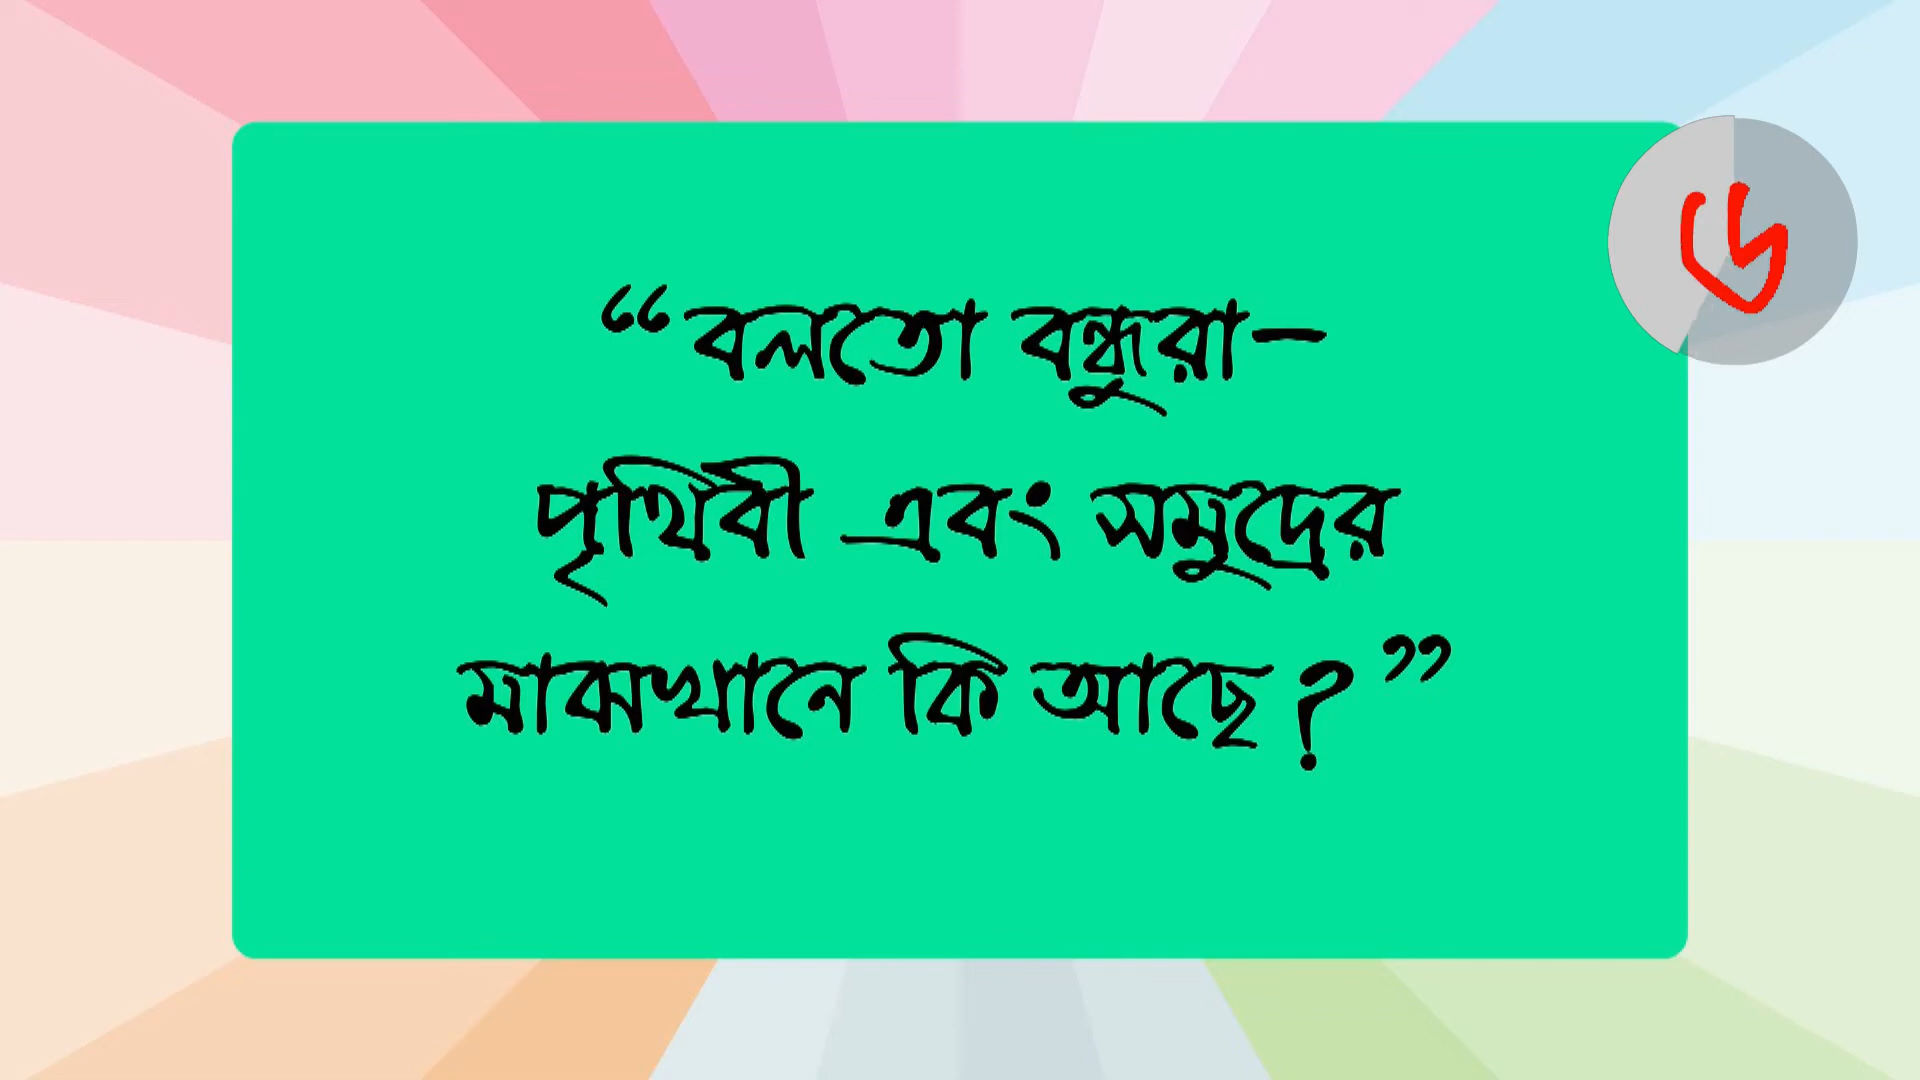 “বলতো বন্ধুরা-
পৃথিবী এবং সমুদ্রের
মাঝখানে কি আছে?”
৬